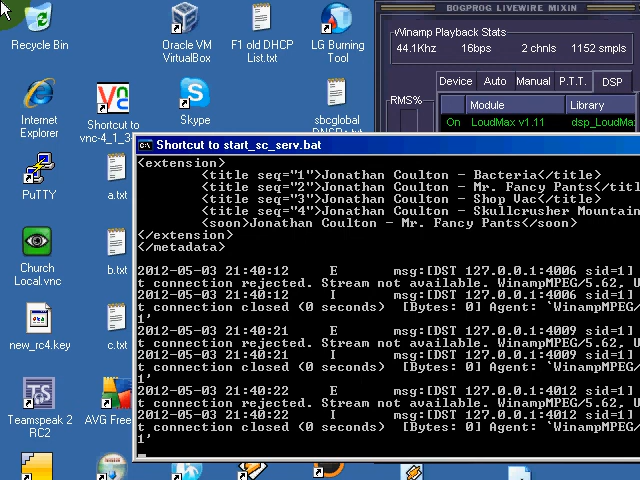 BOGPROG LIVEWIRE MIXIN
Winamp Playback Stats
44.1Khz 16bps 2 chnls 1152 smpls
Device Auto Manual P.T.T. DSP
RMS%
Module Library
On LoudMax v1.11 dsp_LoudMax
Recycle Bin
Oracle VM
VirtualBox
F1 old DHCP
List.txt
LG Burning
Tool
Internet
Explorer
Shortcut to
vnc-4_1_3
Skype
sbcglobal
PuTTY
a.txt
Church
Local.vnc
b.txt
new_rc4.key
c.txt
Teamspeak 2
RC2
AVG Free
Shortcut to start_sc_serv.bat
<extension>
<title seq="1">Jonathan Coulton - Bacteria</title>
<title seq="2">Jonathan Coulton - Mr. Fancy Pants</titl
<title seq="3">Jonathan Coulton - Shop Vac</title>
<title seq="4">Jonathan Coulton - Skullcrusher Mountain
<soon>Jonathan Coulton - Mr. Fancy Pants</soon>
</extension>
</metadata>
2012-05-03 21:40:12 E msg:[DST 127.0.0.1:4006 sid=1]
t connection rejected. Stream not available. WinampMPEG/5.62, U
2012-05-03 21:40:12 I msg:[DST 127.0.0.1:4006 sid=1]
t connection closed (0 seconds) [Bytes: 0] Agent: `WinampMPEG/
1'
2012-05-03 21:40:21 E msg:[DST 127.0.0.1:4009 sid=1]
t connection rejected. Stream not available. WinampMPEG/5.62, U
2012-05-03 21:40:21 I msg:[DST 127.0.0.1:4009 sid=1]
t connection closed (0 seconds) [Bytes: 0] Agent: `WinampMPEG/
1'
2012-05-03 21:40:22 E msg:[DST 127.0.0.1:4012 sid=1]
t connection rejected. Stream not available. WinampMPEG/5.62, U
2012-05-03 21:40:22 I msg:[DST 127.0.0.1:4012 sid=1]
t connection closed (0 seconds) [Bytes: 0] Agent: `WinampMPEG/
1'